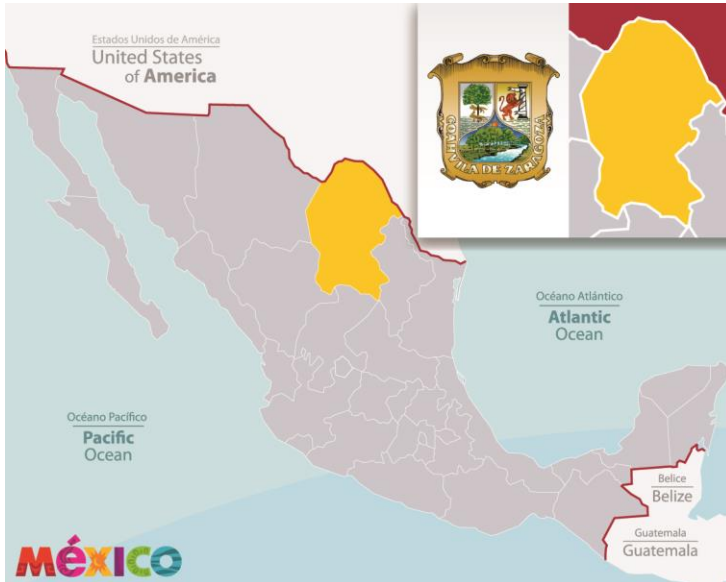 Estados Unidos de América
United States
of America
COAHVILA DE ZARAGOZA
Océano Atlántico
Atlantic
Ocean
Océano Pacífico
Pacific
Ocean
Belice
Belize
Guatemala
Guatemala
méxico